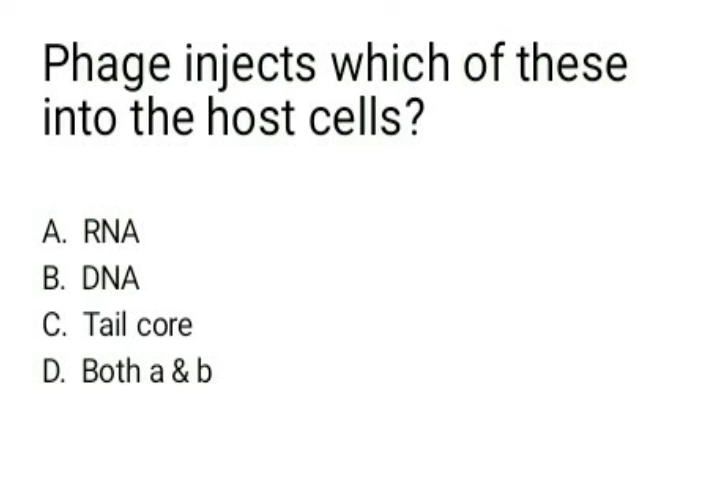 Phage injects which of these
into the host cells?
A. RNA
B. DNA
C. Tail core
D. Both a & b